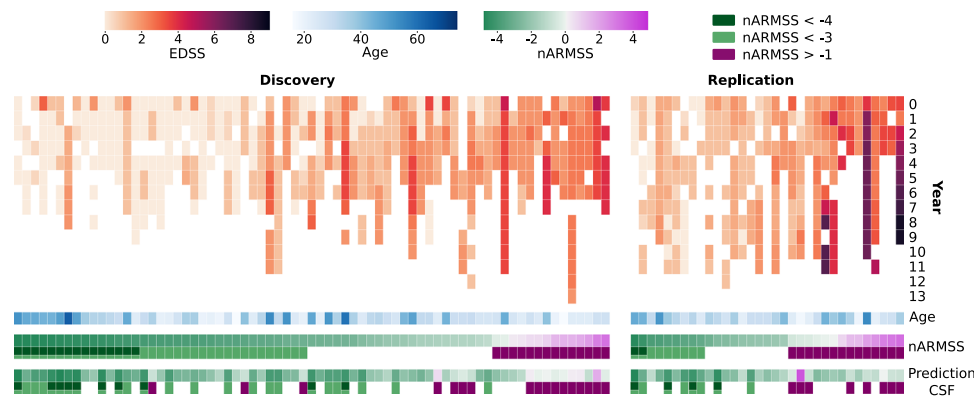 0 2 4 6 8
EDSS
20 40 60
Age
-4 -2 0 2 4
nARMSS
nARMSS < -4
nARMSS < -3
nARMSS > -1
Discovery
Replication
0
1
2
3
4
5
6
7
8
9
10
11
12
13
Year
Age
nARMSS
Prediction
CSF